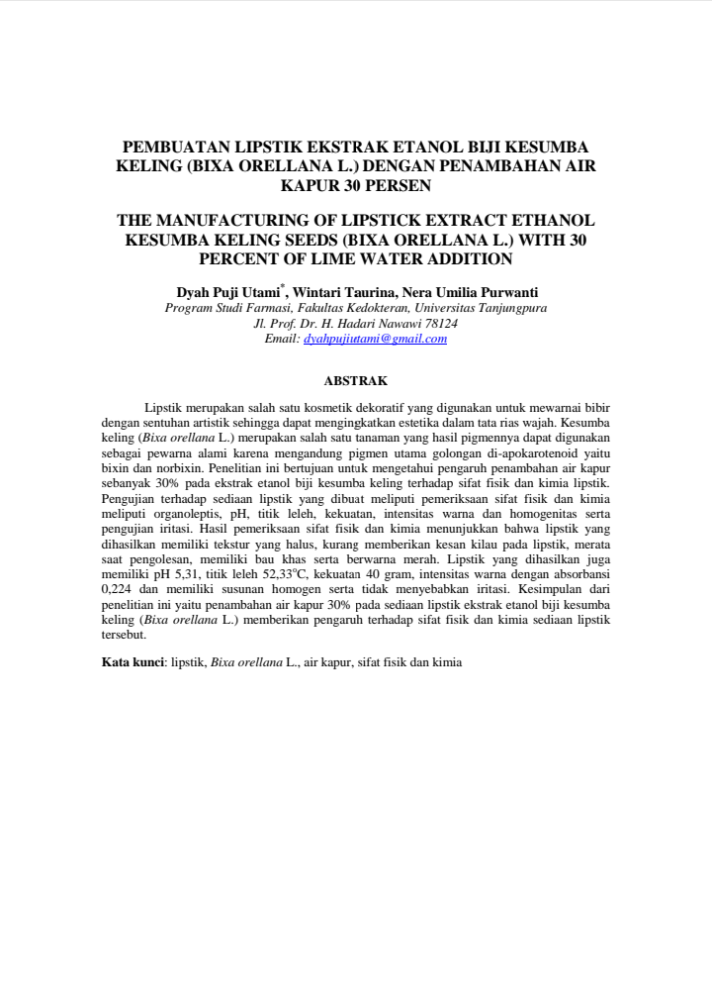 PEMBUATAN LIPSTIK EKSTRAK ETANOL BIJI KESUMBA
KELING (BIXA ORELLANA L.) DENGAN PENAMBAHAN AIR
KAPUR 30 PERSEN
THE MANUFACTURING OF LIPSTICK EXTRACT ETHANOL
KESUMBA KELING SEEDS (BIXA ORELLANA L.) WITH 30
PERCENT OF LIME WATER ADDITION
Dyah Puji Utami*, Wintari Taurina, Nera Umilia Purwanti
Program Studi Farmasi, Fakultas Kedokteran, Universitas Tanjungpura
Jl. Prof. Dr. H. Hadari Nawawi 78124
Email: dyahpujiutami@gmail.com
ABSTRAK
Lipstik merupakan salah satu kosmetik dekoratif yang digunakan untuk mewarnai bibir
dengan sentuhan artistik sehingga dapat mengingkatkan estetika dalam tata rias wajah. Kesumba
keling (Bixa orellana L.) merupakan salah satu tanaman yang hasil pigmennya dapat digunakan
sebagai pewarna alami karena mengandung pigmen utama golongan di-apokarotenoid yaitu
bixin dan norbixin. Penelitian ini bertujuan untuk mengetahui pengaruh penambahan air kapur
sebanyak 30% pada ekstrak etanol biji kesumba keling terhadap sifat fisik dan kimia lipstik.
Pengujian terhadap sediaan lipstik yang dibuat meliputi pemeriksaan sifat fisik dan kimia
meliputi organoleptis, pH, titik leleh, kekuatan, intensitas warna dan homogenitas serta
pengujian iritasi. Hasil pemeriksaan sifat fisik dan kimia menunjukkan bahwa lipstik yang
dihasilkan memiliki tekstur yang halus, kurang memberikan kesan kilau pada lipstik, merata
saat pengolesan, memiliki bau khas serta berwarna merah. Lipstik yang dihasilkan juga
memiliki pH 5,31, titik leleh 52,33°C, kekuatan 40 gram, intensitas warna dengan absorbansi
0,224 dan memiliki susunan homogen serta tidak menyebabkan iritasi. Kesimpulan dari
penelitian ini yaitu penambahan air kapur 30% pada sediaan lipstik ekstrak etanol biji kesumba
keling (Bixa orellana L.) memberikan pengaruh terhadap sifat fisik dan kimia sediaan lipstik
tersebut.
Kata kunci: lipstik, Bixa orellana L., air kapur, sifat fisik dan kimia